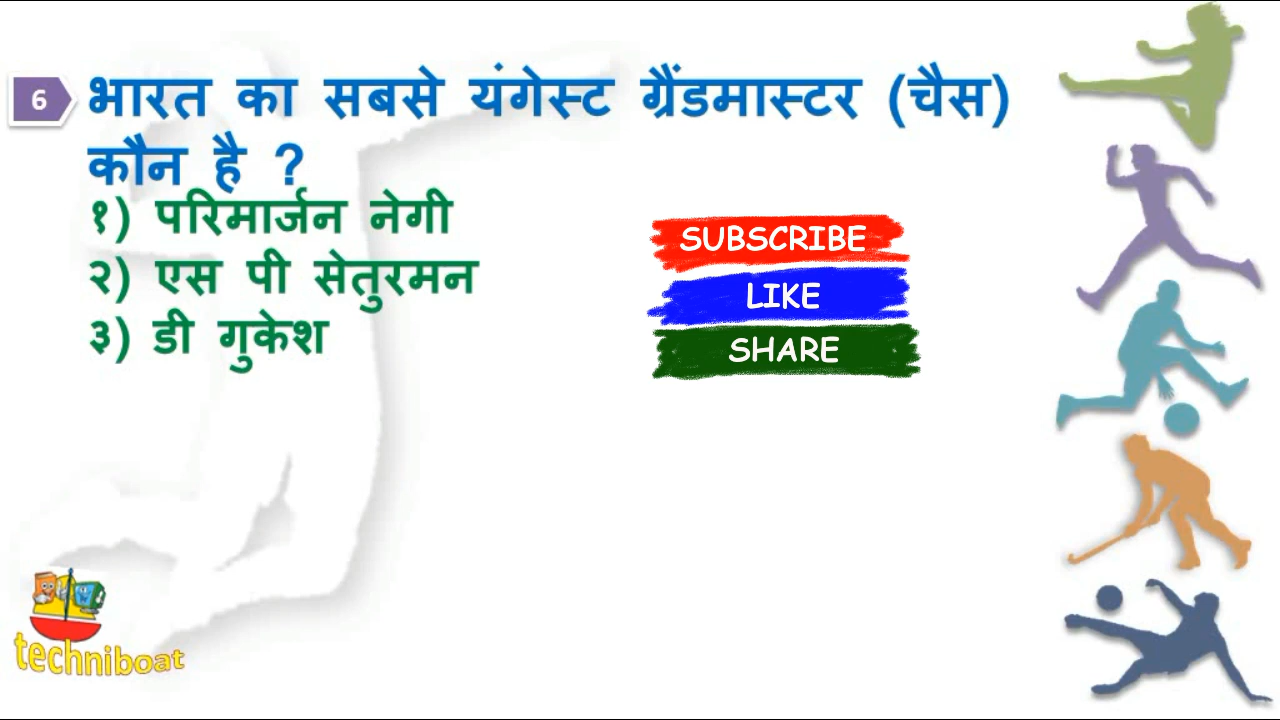 6 भारत का सबसे यंगेस्ट ग्रैंडमास्टर (चैस)
कौन है ?
१) परिमार्जन नेगी
२) एस पी सेतुरमन
३) डी गुकेश
SUBSCRIBE
LIKE
SHARE
techniboat